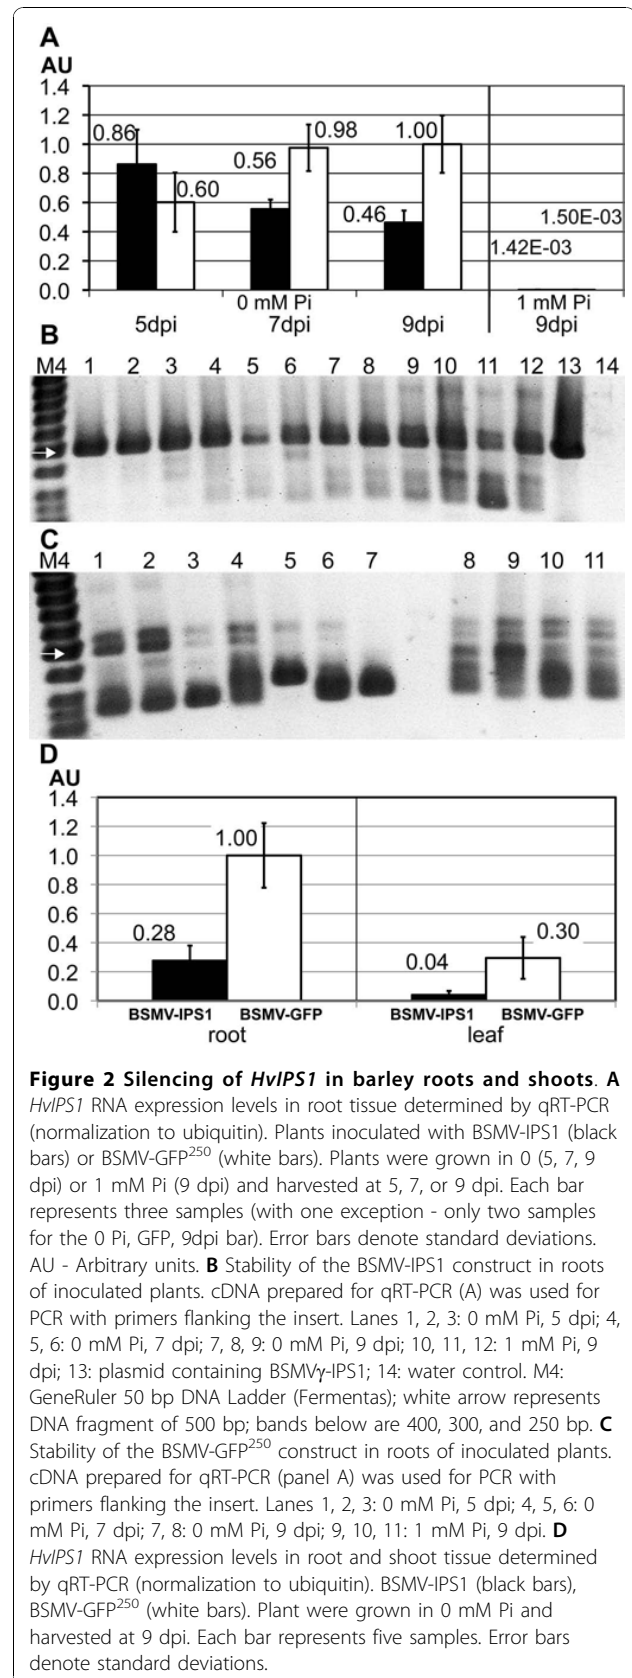 A
AU
1.4
1.2
1.0
0.8
0.6
0.4
0.2
0.0
0.86
0.60
0.56
0.98
0.46
1.00
1.50E-03
1.42E-03
0 mM Pi
1 mM Pi
5dpi
7dpi
9dpi
9dpi
B
M4 1 2 3 4 5 6 7 8 9 10 11 12 13 14
C
M4 1 2 3 4 5 6 7 8 9 10 11
D
AU
1.4
1.2
1.0
0.8
0.6
0.4
0.2
0.0
0.28
1.00
0.04
0.30
BSMV-IPS1 BSMV-GFP BSMV-IPS1 BSMV-GFP
root leaf
Figure 2 Silencing of HvIPS1 in barley roots and shoots. A
HvIPS1 RNA expression levels in root tissue determined by qRT-PCR
(normalization to ubiquitin). Plants inoculated with BSMV-IPS1 (black
bars) or BSMV-GFP250 (white bars). Plants were grown in 0 (5, 7, 9
dpi) or 1 mM Pi (9 dpi) and harvested at 5, 7, or 9 dpi. Each bar
represents three samples (with one exception - only two samples
for the 0 Pi, GFP, 9dpi bar). Error bars denote standard deviations.
AU - Arbitrary units. B Stability of the BSMV-IPS1 construct in roots
of inoculated plants. cDNA prepared for qRT-PCR (A) was used for
PCR with primers flanking the insert. Lanes 1, 2, 3: 0 mM Pi, 5 dpi; 4,
5, 6: 0 mM Pi, 7 dpi; 7, 8, 9: 0 mM Pi, 9 dpi; 10, 11, 12: 1 mM Pi, 9
dpi; 13: plasmid containing BSMVγ-IPS1; 14: water control. M4:
GeneRuler 50 bp DNA Ladder (Fermentas); white arrow represents
DNA fragment of 500 bp; bands below are 400, 300, and 250 bp. C
Stability of the BSMV-GFP250 construct in roots of inoculated plants.
cDNA prepared for qRT-PCR (panel A) was used for PCR with
primers flanking the insert. Lanes 1, 2, 3: 0 mM Pi, 5 dpi; 4, 5, 6: 0
mM Pi, 7 dpi; 7, 8: 0 mM Pi, 9 dpi; 9, 10, 11: 1 mM Pi, 9 dpi. D
HvIPS1 RNA expression levels in root and shoot tissue determined
by qRT-PCR (normalization to ubiquitin). BSMV-IPS1 (black bars),
BSMV-GFP250 (white bars). Plant were grown in 0 mM Pi and
harvested at 9 dpi. Each bar represents five samples. Error bars
denote standard deviations.